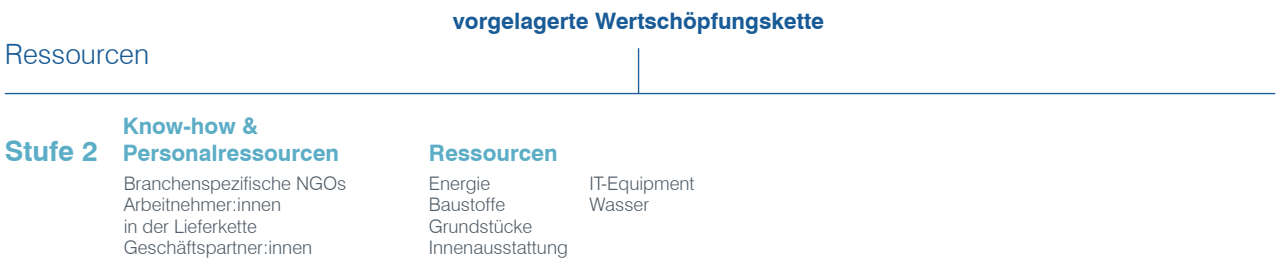 vorgelagerte Wertschöpfungskette
Ressourcen
Stufe 2
Know-how &
Personalressourcen
Branchenspezifische NGOs
Arbeitnehmer:innen
in der Lieferkette
Geschäftspartner:innen
Ressourcen
Energie
Baustoffe
Grundstücke
Innenausstattung
IT-Equipment
Wasser